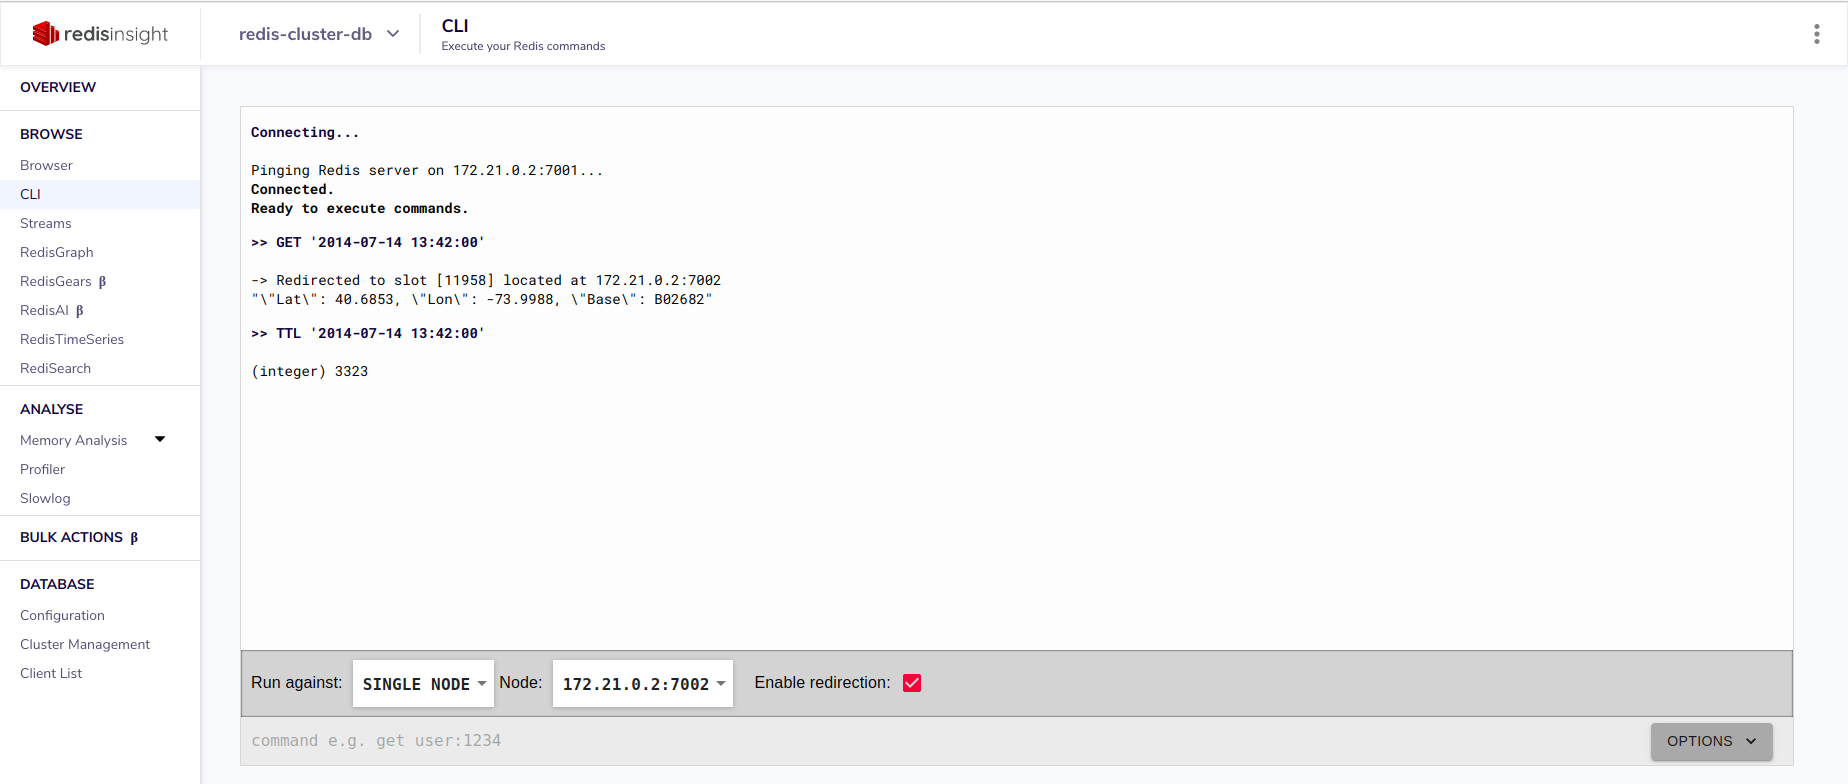 redisinsight
redis-cluster-db
CLI
Execute your Redis commands
OVERVIEW
BROWSE
Browser
CLI
Streams
RedisGraph
RedisGears β
RedisAI β
RedisTimeSeries
RediSearch
ANALYSE
Memory Analysis
Profiler
Slowlog
BULK ACTIONS β
DATABASE
Configuration
Cluster Management
Client List
Connecting...
Pinging Redis server on 172.21.0.2:7001...
Connected.
Ready to execute commands.
>> GET '2014-07-14 13:42:00'
-> Redirected to slot [11958] located at 172.21.0.2:7002
"\"Lat\": 40.6853, \"Lon\": -73.9988, \"Base\": B02682"
>> TTL '2014-07-14 13:42:00'
(integer) 3323
Run against: SINGLE NODE Node: 172.21.0.2:7002 Enable redirection:
command e.g. get user:1234
OPTIONS